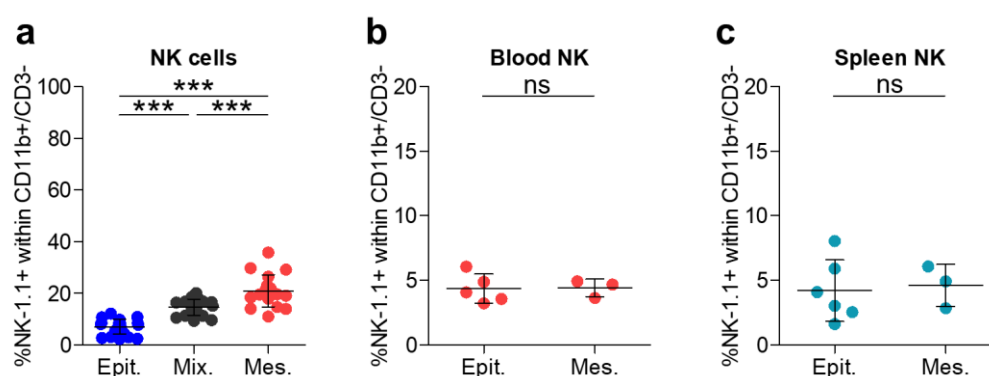 a
NK cells
%NK-1.1+ within CD11b+/CD3-
100
80
60
40
20
0
***
***
***
Epit.
Mix.
Mes.
b
Blood NK
%NK-1.1+ within CD11b+/CD3-
20
15
10
5
0
ns
Epit.
Mes.
c
Spleen NK
%NK-1.1+ within CD11b+/CD3-
20
15
10
5
0
ns
Epit.
Mes.